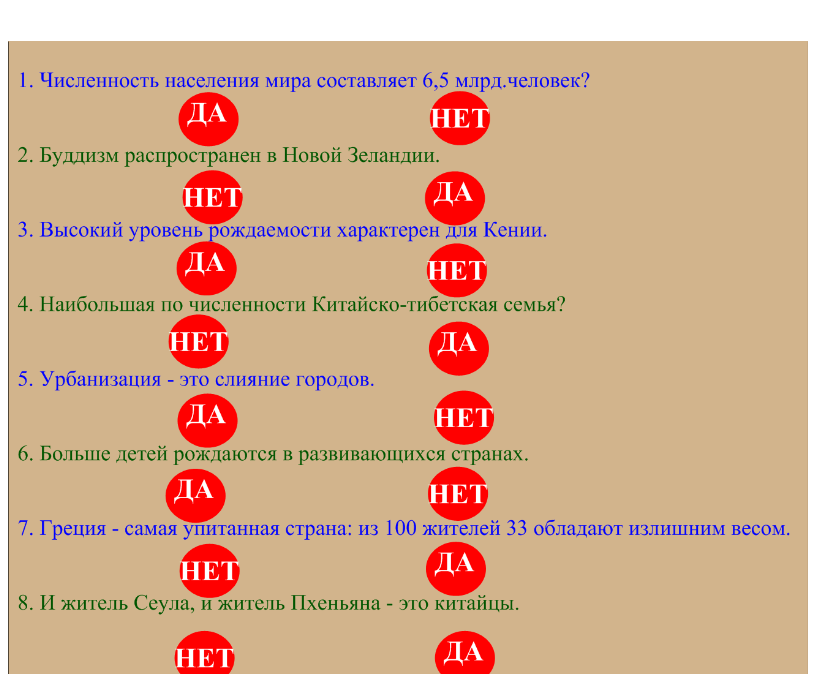 1. Численность населения мира составляет 6,5 млрд.человек?
ДА НЕТ
2. Буддизм распространен в Новой Зеландии.
НЕТ ДА
3. Высокий уровень рождаемости характерен для Кении.
ДА НЕТ
4. Наибольшая по численности Китайско-тибетская семья?
НЕТ ДА
5. Урбанизация - это слияние городов.
ДА НЕТ
6. Больше детей рождаются в развивающихся странах.
ДА НЕТ
7. Греция - самая упитанная страна: из 100 жителей 33 обладают излишним весом.
НЕТ ДА
8. И житель Сеула, и житель Пхеньяна - это китайцы.
НЕТ ДА